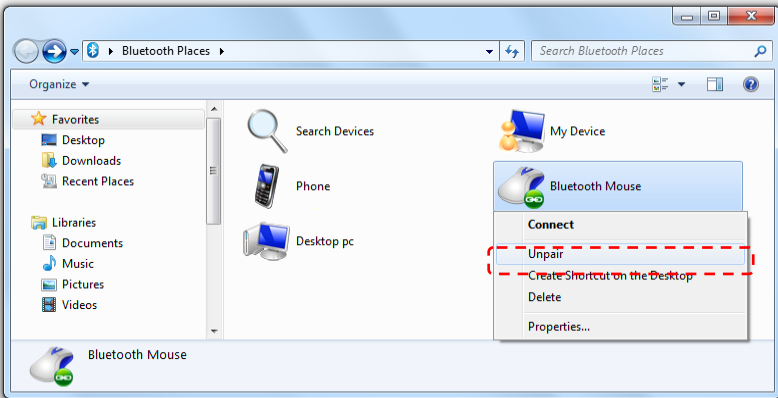 Bluetooth Places
Search Bluetooth Places
Organize
Favorites
Desktop
Downloads
Recent Places
Libraries
Documents
Music
Pictures
Videos
Search Devices
My Device
Phone
Bluetooth Mouse
Desktop pc
Connect
Unpair
Create Shortcut on the Desktop
Delete
Properties...
Bluetooth Mouse